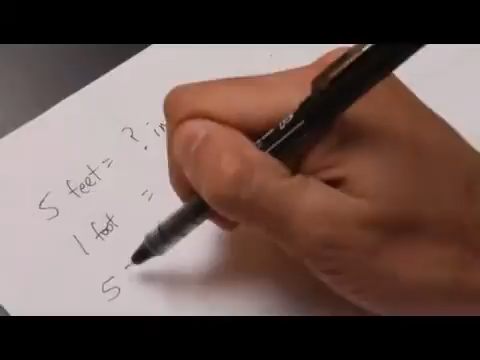 5 feet = ? in
1 foot =
5